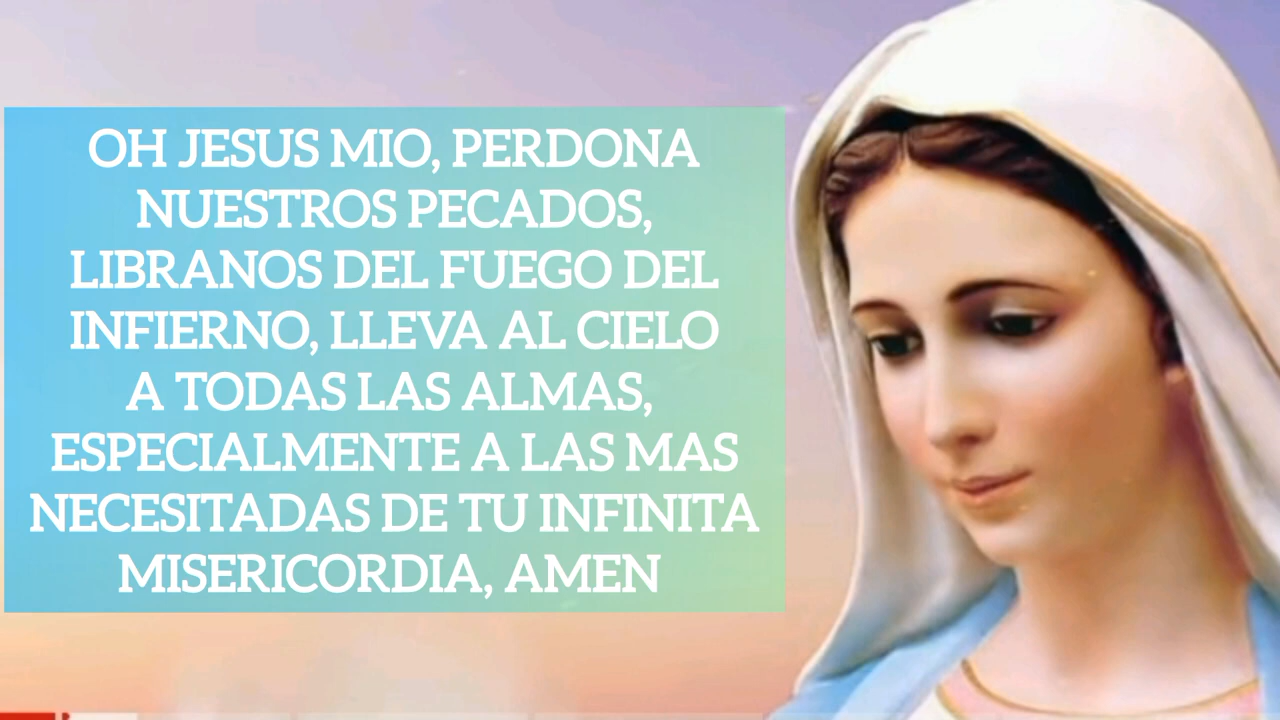 OH JESUS MIO, PERDONA
NUESTROS PECADOS,
LIBRANOS DEL FUEGO DEL
INFIERNO, LLEVA AL CIELO
A TODAS LAS ALMAS,
ESPECIALMENTE A LAS MAS
NECESITADAS DE TU INFINITA
MISERICORDIA, AMEN